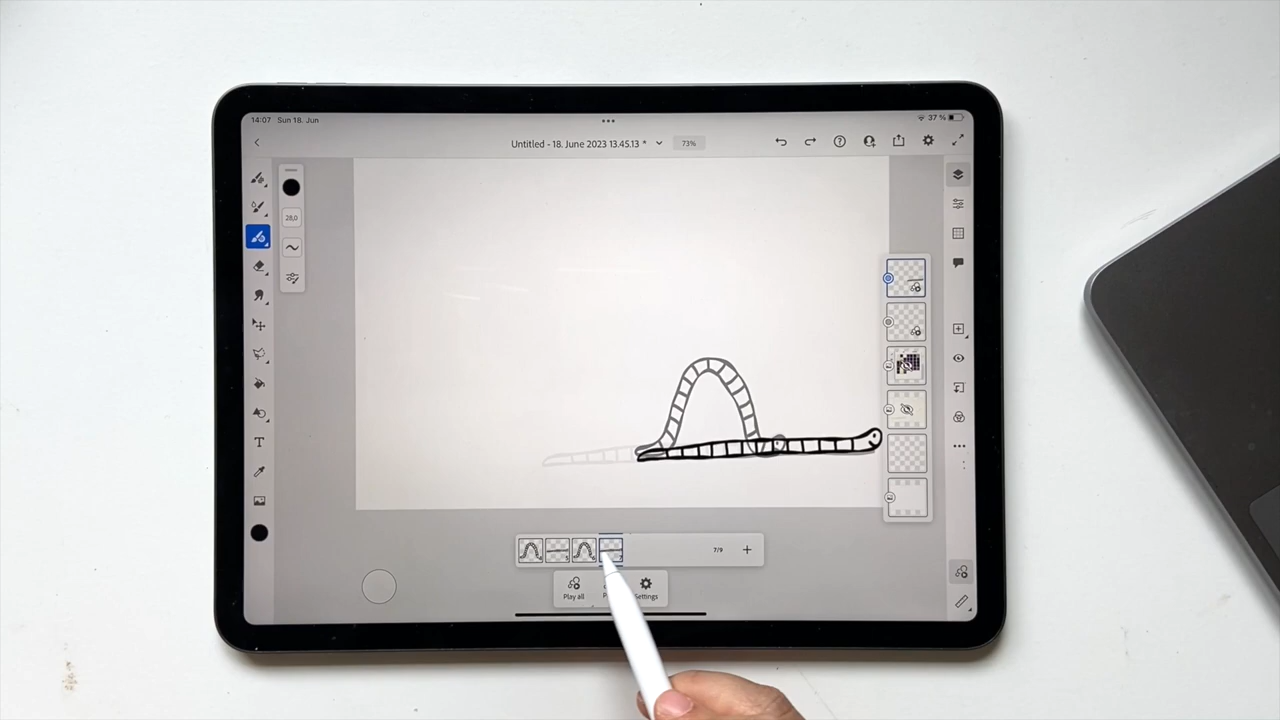 14:07 Sun 18. Jun
37 %
Untitled - 18. June 2023 13.45.13 *
73%
28,0
T
7/9
Play all
Settings